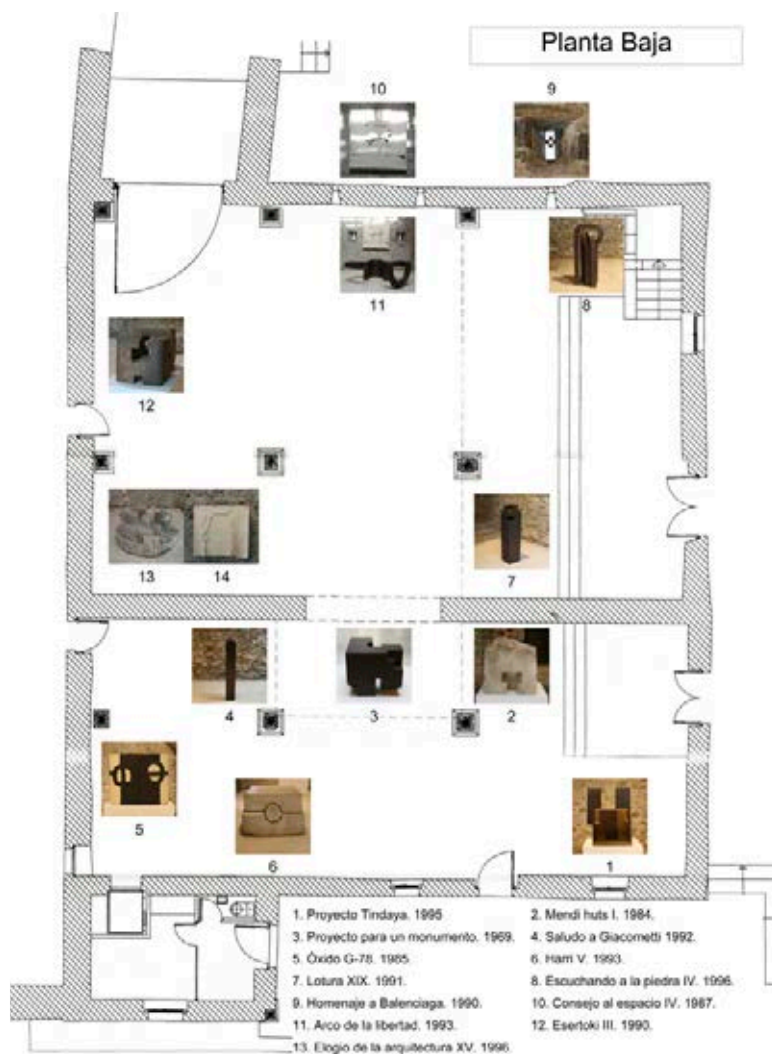 Planta Baja
10
9
11
8
12
13
14
7
4
3
2
5
6
1
1. Proyecto Tindaya. 1995
2. Mendi huts I. 1984.
3. Proyecto para un monumento. 1969.
4. Saludo a Giacometti 1992.
5. Óxido G-78. 1985.
6. Harri V. 1993.
7. Lotura XIX. 1991.
8. Escuchando a la piedra IV. 1996.
9. Homenaje a Balenciaga. 1990.
10. Consejo al espacio IV. 1987.
11. Arco de la libertad. 1993.
12. Esertoki III. 1990.
13. Elogio de la arquitectura XV. 1996.